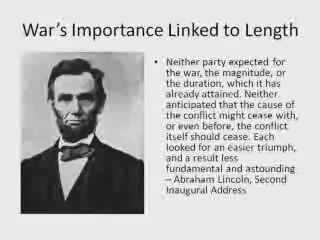 War's Importance Linked to Length
• Neither party expected for
the war, the magnitude, or
the duration, which it has
already attained. Neither
anticipated that the cause of
the conflict might cease with,
or even before, the conflict
itself should cease. Each
looked for an easier triumph,
and a result less
fundamental and astounding
– Abraham Lincoln, Second
Inaugural Address